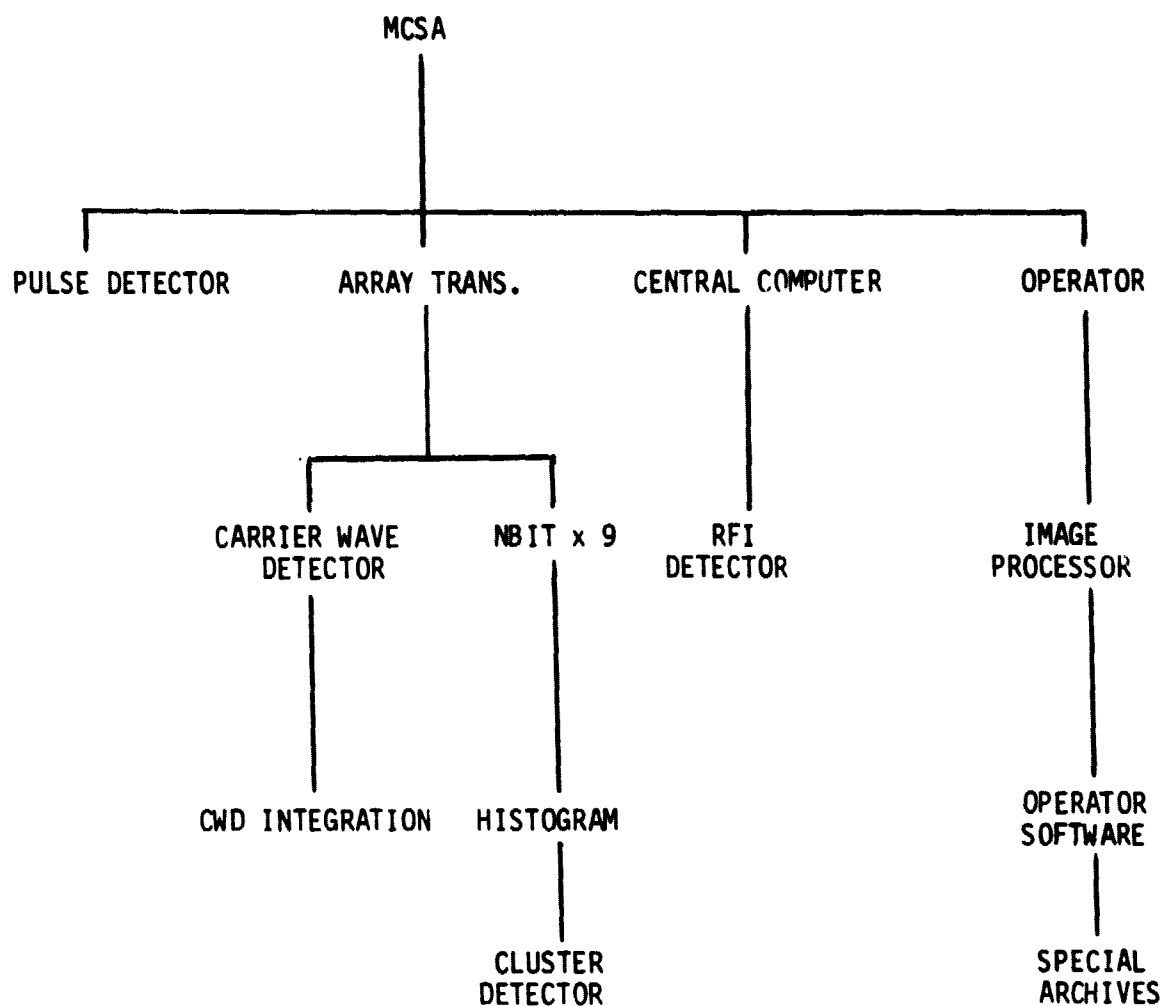 MCSA
PULSE DETECTOR
ARRAY TRANS.
CENTRAL COMPUTER
OPERATOR
CARRIER WAVE
DETECTOR
NBIT x 9
RFI
DETECTOR
IMAGE
PROCESSOR
CWD INTEGRATION
HISTOGRAM
OPERATOR
SOFTWARE
CLUSTER
DETECTOR
SPECIAL
ARCHIVES